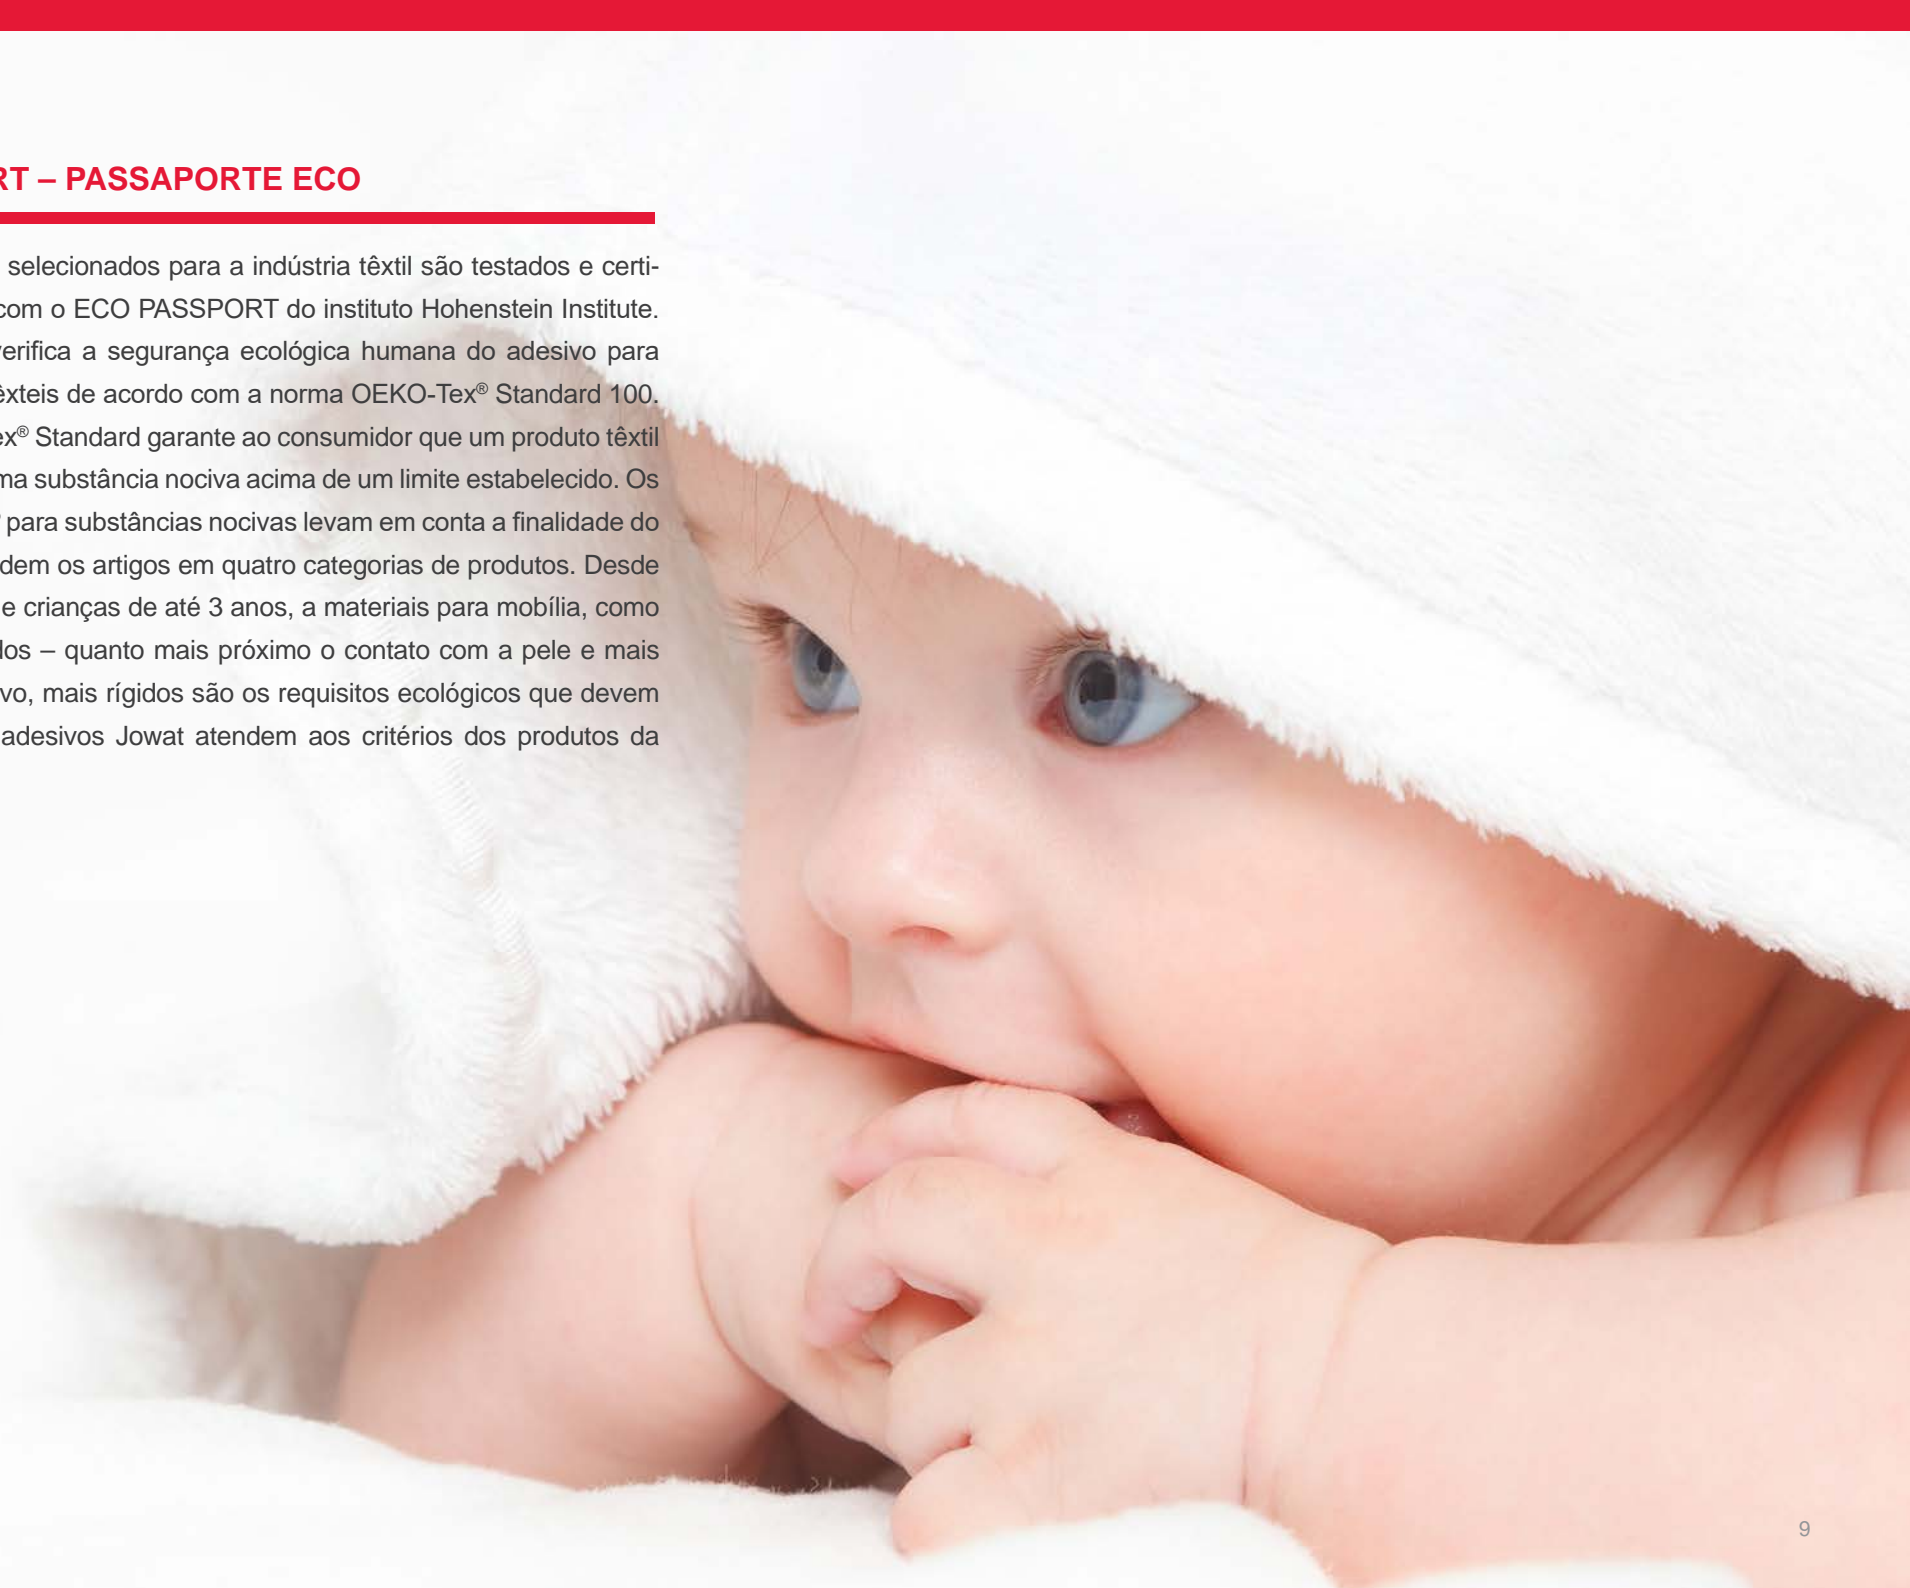 RT – PASSAPORTE ECO
selecionados para a indústria têxtil são testados e certi-
com o ECO PASSPORT do instituto Hohenstein Institute.
verifica a segurança ecológica humana do adesivo para
êxteis de acordo com a norma OEKO-Tex® Standard 100.
ex® Standard garante ao consumidor que um produto têxtil
ma substância nociva acima de um limite estabelecido. Os
para substâncias nocivas levam em conta a finalidade do
dem os artigos em quatro categorias de produtos. Desde
e crianças de até 3 anos, a materiais para mobília, como
dos – quanto mais próximo o contato com a pele e mais
vo, mais rígidos são os requisitos ecológicos que devem
adesivos Jowat atendem aos critérios dos produtos da
9